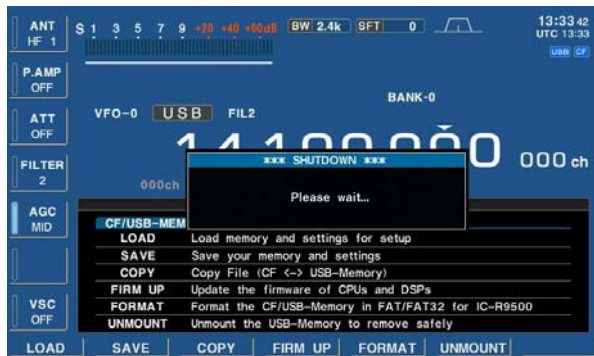 ANT
HF 1
S 1 3 5 7 9 +20 +40 +60dB
BW 2.4k
SFT 0
13:33 42
UTC 13:33
USB CF
P.AMP
OFF
BANK-0
VFO-0 USB FIL2
ATT
OFF
000 ch
000ch
FILTER
2
*** SHUTDOWN ***
Please wait...
AGC
MID
CF/USB-MEM
LOAD Load memory and settings for setup
SAVE Save your memory and settings
COPY Copy File (CF <-> USB-Memory)
FIRM UP Update the firmware of CPUs and DSPs
FORMAT Format the CF/USB-Memory in FAT/FAT32 for IC-R9500
UNMOUNT Unmount the USB-Memory to remove safely
VSC
OFF
LOAD SAVE COPY FIRM UP FORMAT UNMOUNT